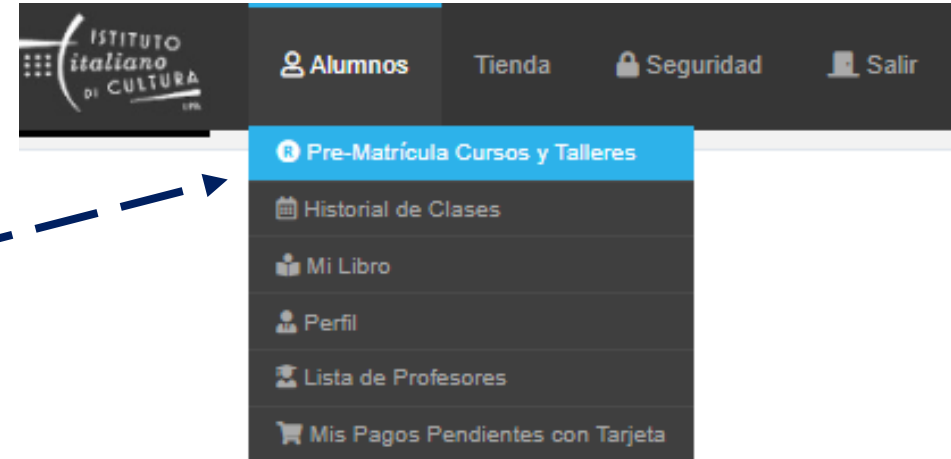 ISTITUTO
italiano
DI CULTURA
Alumnos
Tienda
Seguridad
Salir
R Pre-Matrícula Cursos y Talleres
Historial de Clases
Mi Libro
Perfil
Lista de Profesores
Mis Pagos Pendientes con Tarjeta